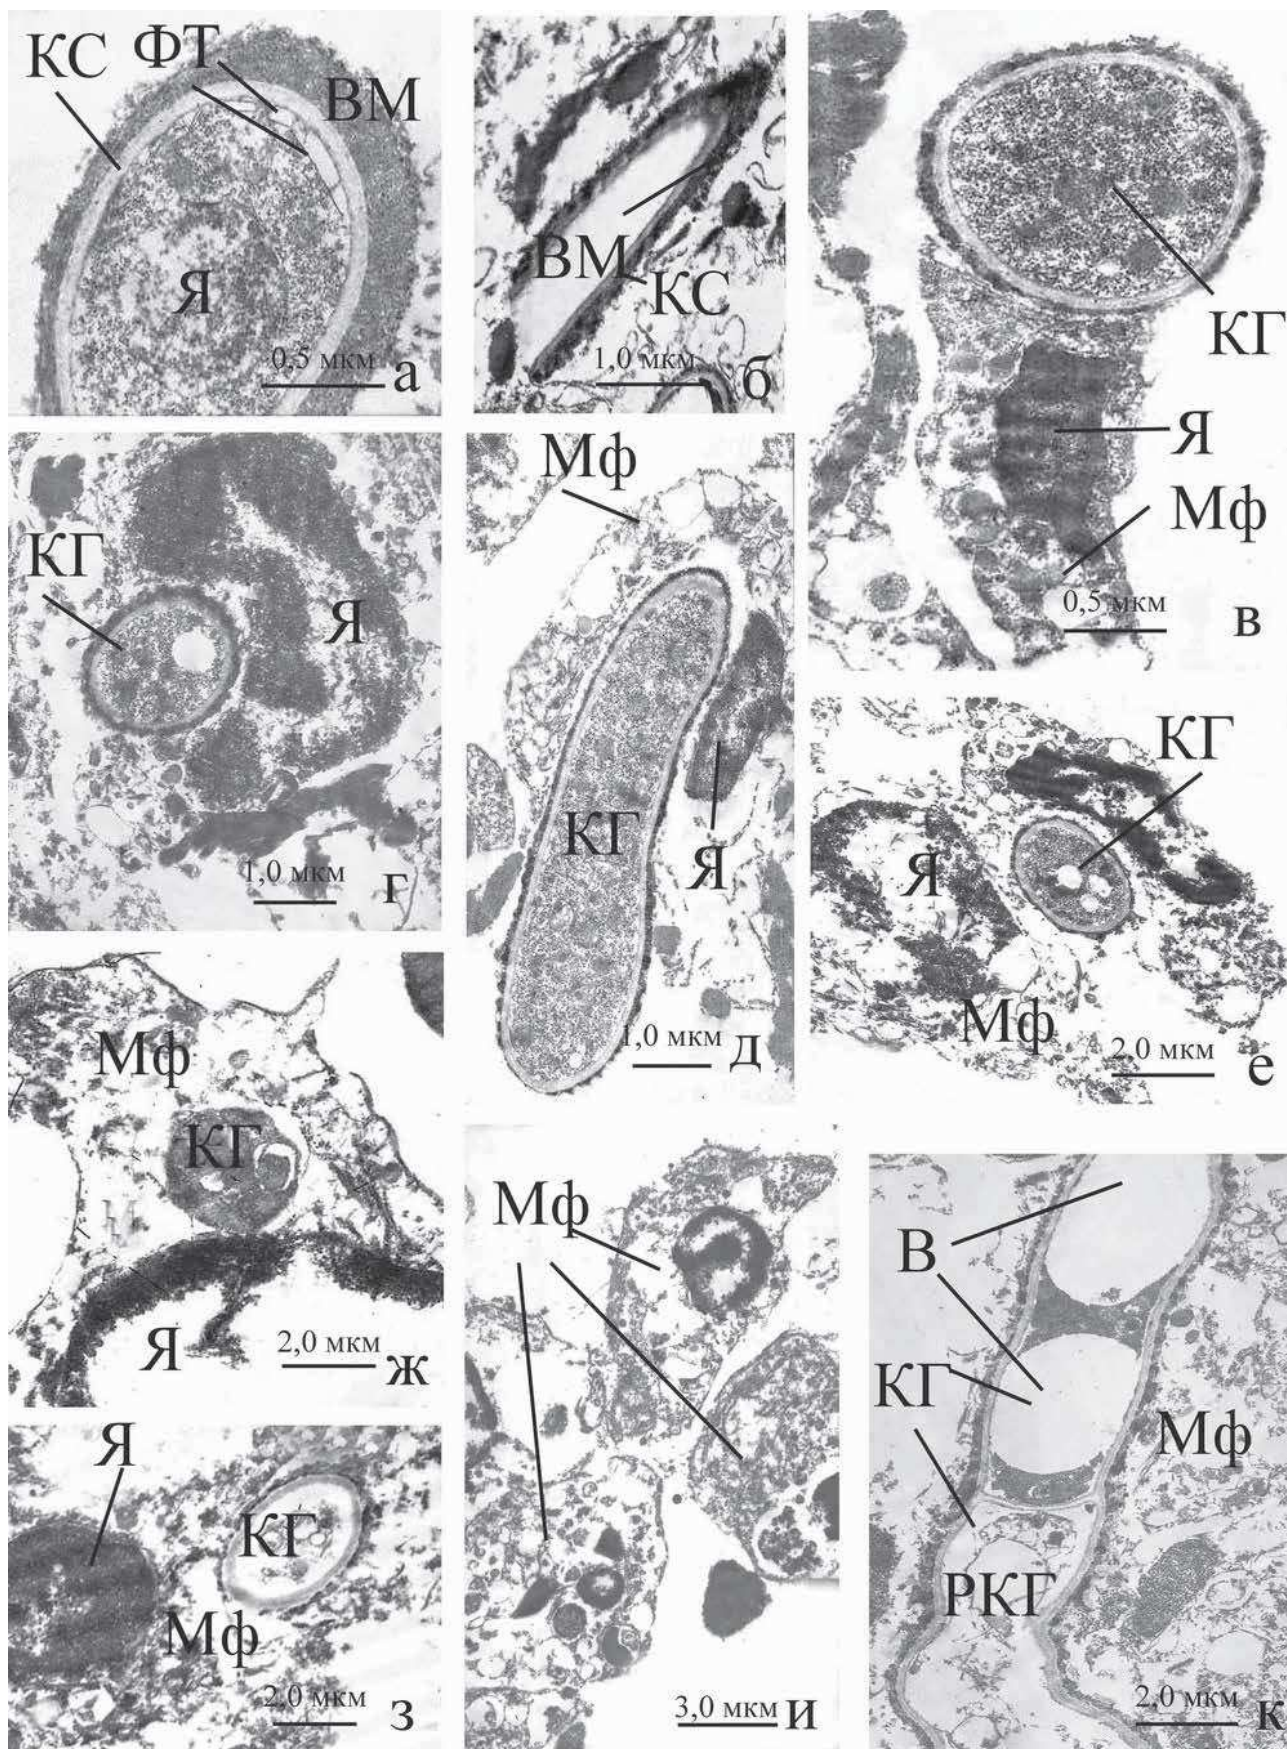 КС
ФТ
ВМ
Я
0,5 мкм
а
ВМ
КС
1,0 мкм
б
КГ
Я
Мф
0,5 мкм
в
КГ
Я
1,0 мкм
г
Мф
КГ
Я
1,0 мкм
д
КГ
Я
Мф
2,0 мкм
е
Мф
КГ
Я
2,0 мкм
ж
Я
КГ
Мф
2,0 мкм
з
Мф
3,0 мкм
и
В
КГ
Мф
РКГ
2,0 мкм
к